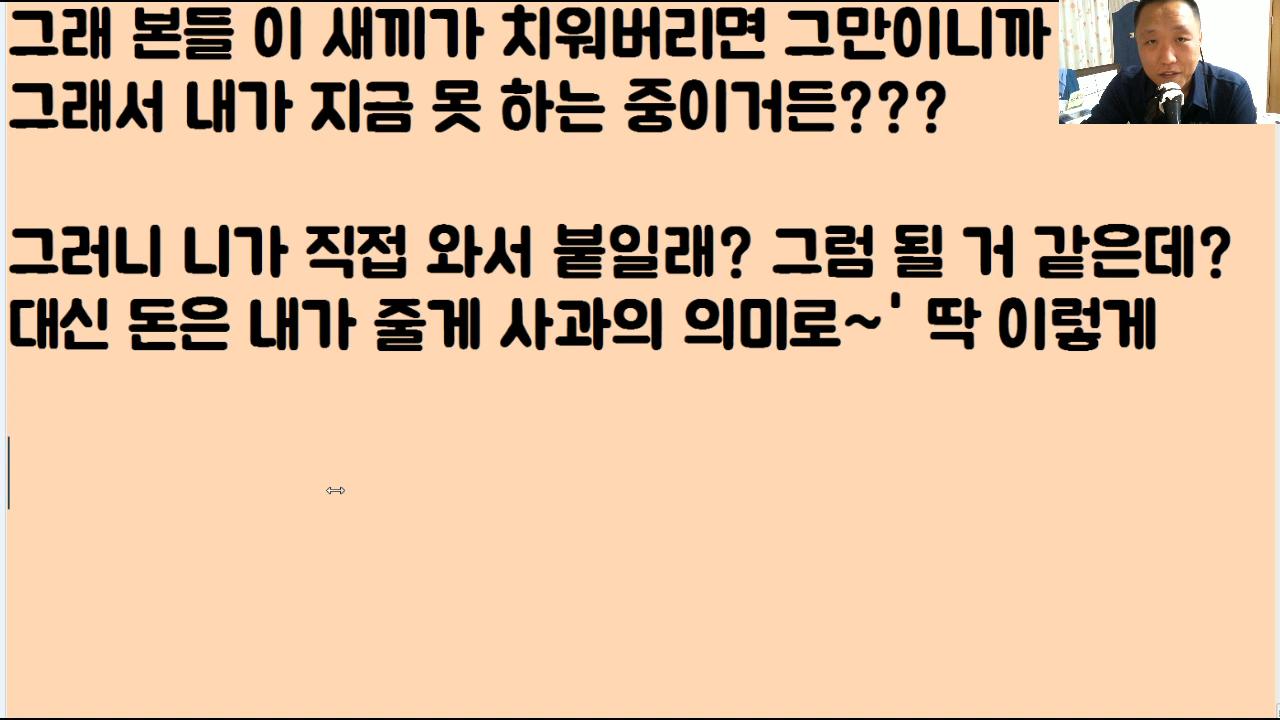 그래 본들 이 새끼가 치워버리면 그만이니까
그래서 내가 지금 못 하는 중이거든???
그러니 니가 직접 와서 붙일래? 그럼 될 거 같은데?
대신 돈은 내가 줄게 사과의 의미로~' 딱 이렇게